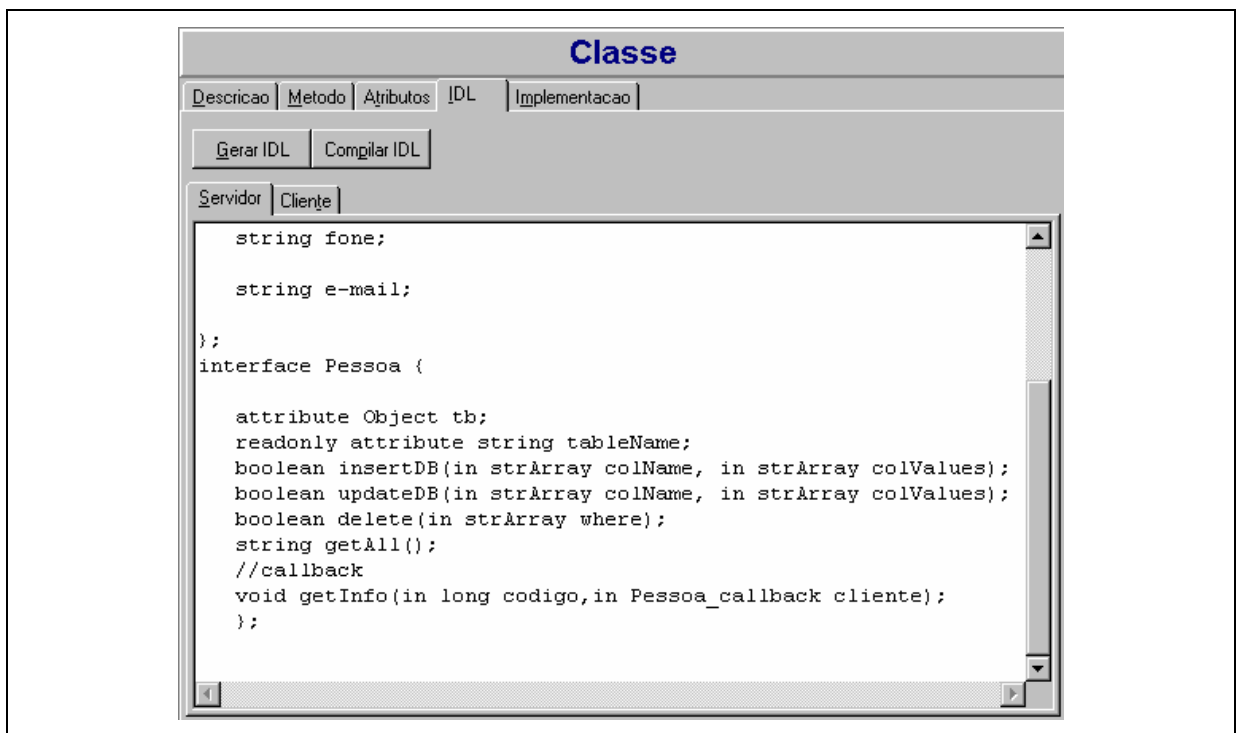 Classe
Descricao Metodo Atributos IDL Implementacao
Gerar IDL Compilar IDL
Servidor Cliente
string fone;
string e-mail;
};
interface Pessoa {
attribute Object tb;
readonly attribute string tableName;
boolean insertDB(in strArray colName, in strArray colValues);
boolean updateDB(in strArray colName, in strArray colValues);
boolean delete(in strArray where);
string getAll();
//callback
void getInfo(in long codigo,in Pessoa_callback cliente);
};